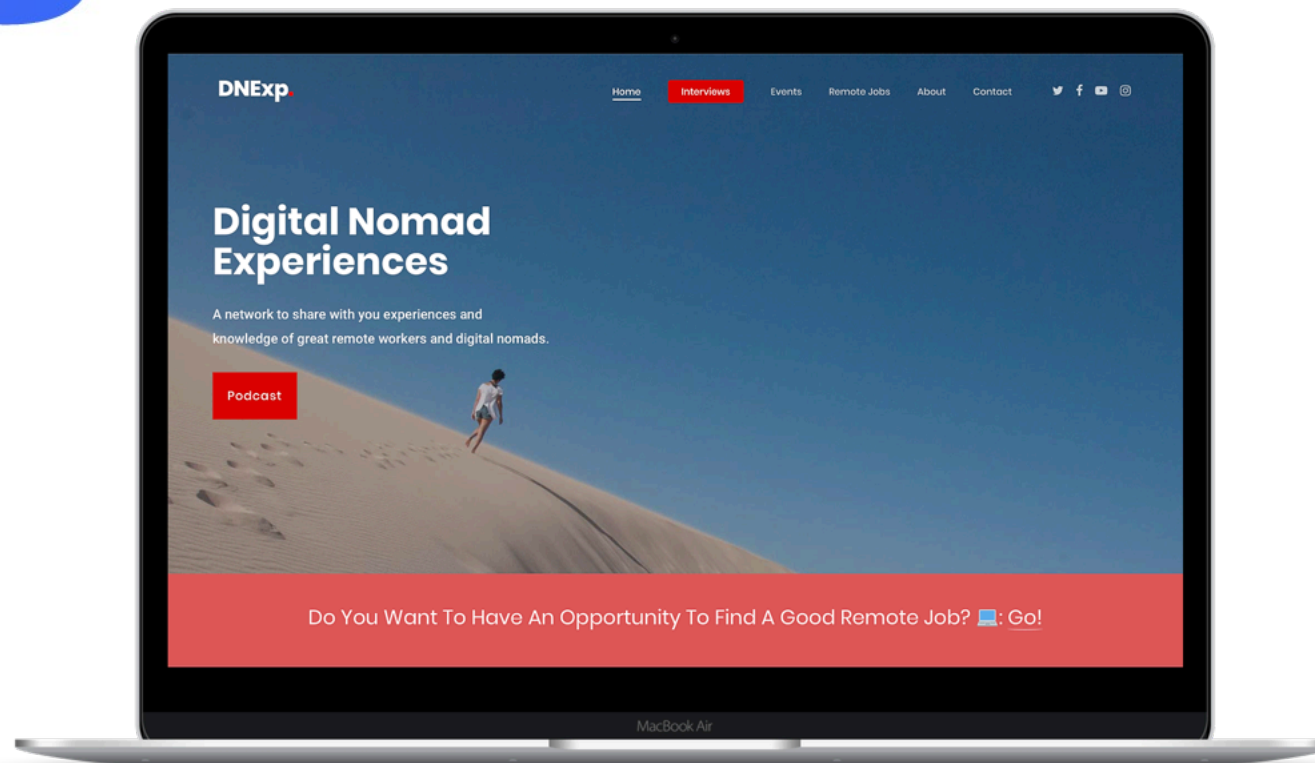 DNExp.
Home Interviews Events Remote Jobs About Contact
Digital Nomad
Experiences
A network to share with you experiences and
knowledge of great remote workers and digital nomads.
Podcast
Do You Want To Have An Opportunity To Find A Good Remote Job? 💻: Go!
MacBook Air